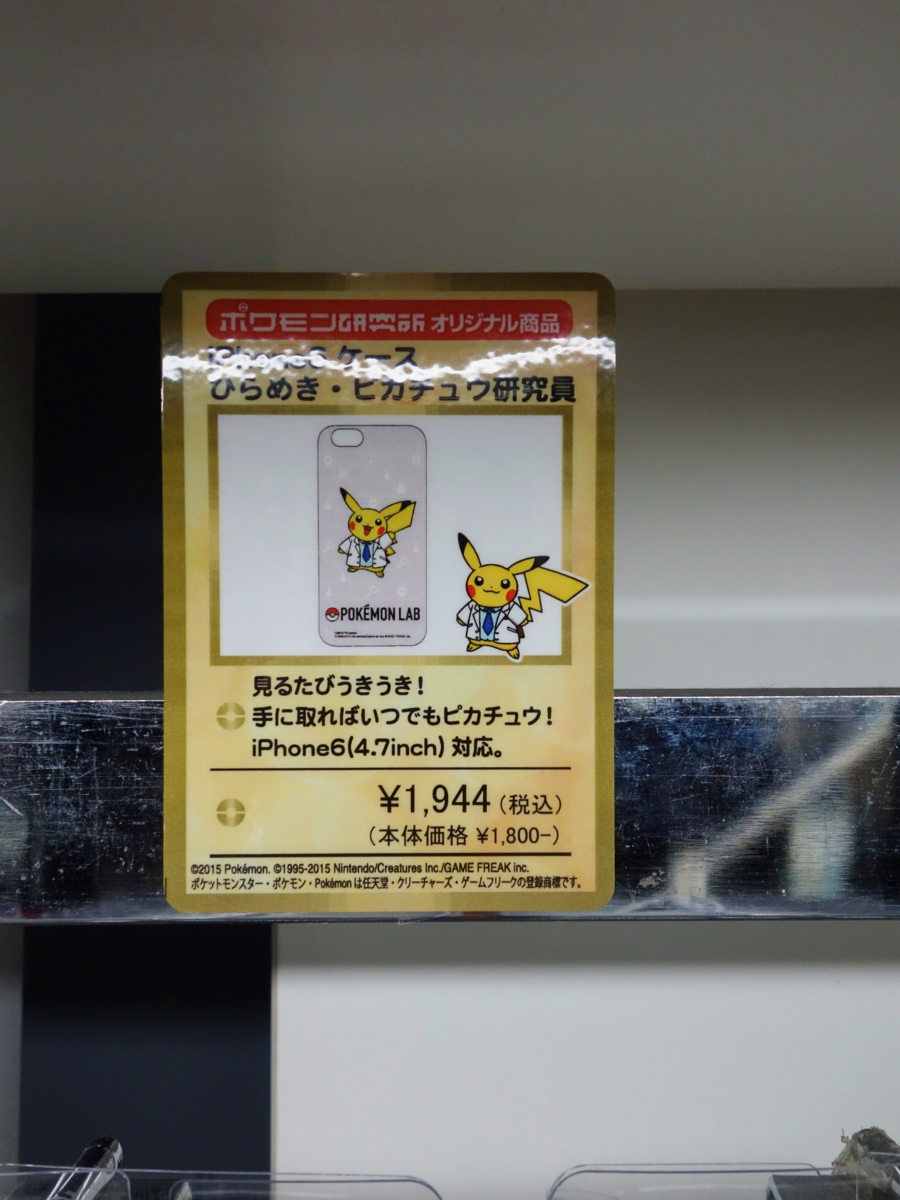 ポケモン研究所 オリジナル商品
iPhone6 ケース
ひらめき・ピカチュウ研究員
POKÉMON LAB
見るたびうきうき!
手に取ればいつでもピカチュウ!
iPhone6(4.7inch) 対応。
¥1,944(税込)
(本体価格 ¥1,800-)
©2015 Pokémon. ©1995-2015 Nintendo/Creatures Inc./GAME FREAK inc.
ポケットモンスター・ポケモン・Pokémonは任天堂・クリーチャーズ・ゲームフリークの登録商標です。